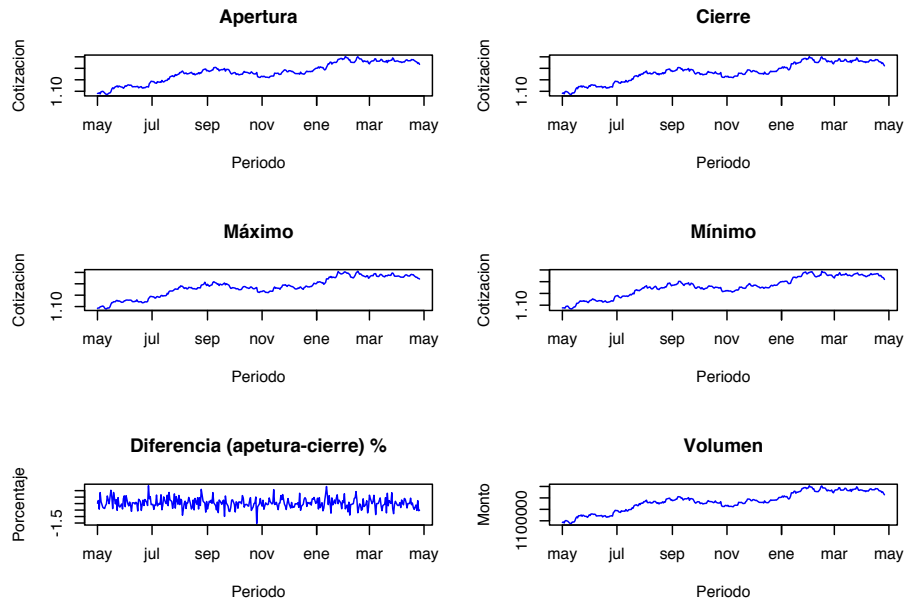 Apertura
Cotizacion
1.10
may jul sep nov ene mar may
Periodo
Cierre
Cotizacion
1.10
may jul sep nov ene mar may
Periodo
Máximo
Cotizacion
1.10
may jul sep nov ene mar may
Periodo
Mínimo
Cotizacion
1.10
may jul sep nov ene mar may
Periodo
Diferencia (apetura-cierre) %
Porcentaje
-1.5
may jul sep nov ene mar may
Periodo
Volumen
Monto
1100000
may jul sep nov ene mar may
Periodo